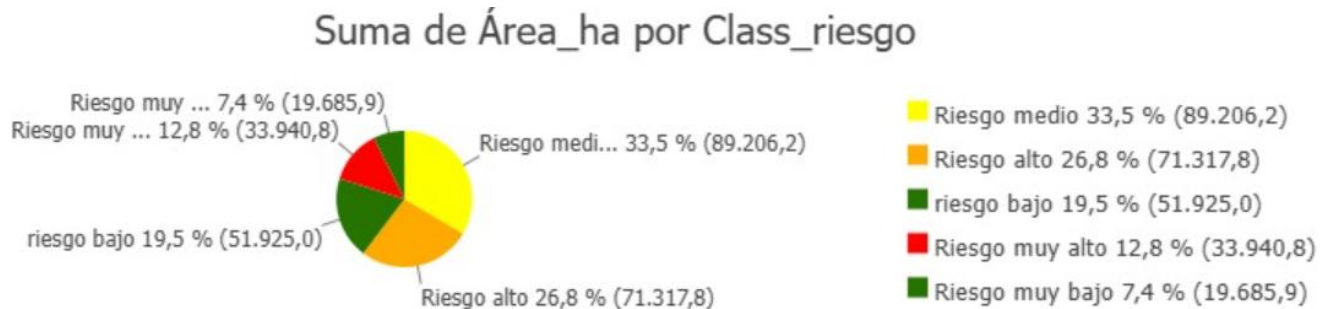 Suma de Área_ha por Class_riesgo
Riesgo muy ... 7,4 % (19.685,9)
Riesgo muy ... 12,8 % (33.940,8)
Riesgo medi... 33,5 % (89.206,2)
riesgo bajo 19,5 % (51.925,0)
Riesgo alto 26,8 % (71.317,8)
Riesgo medio 33,5 % (89.206,2)
Riesgo alto 26,8 % (71.317,8)
riesgo bajo 19,5 % (51.925,0)
Riesgo muy alto 12,8 % (33.940,8)
Riesgo muy bajo 7,4 % (19.685,9)